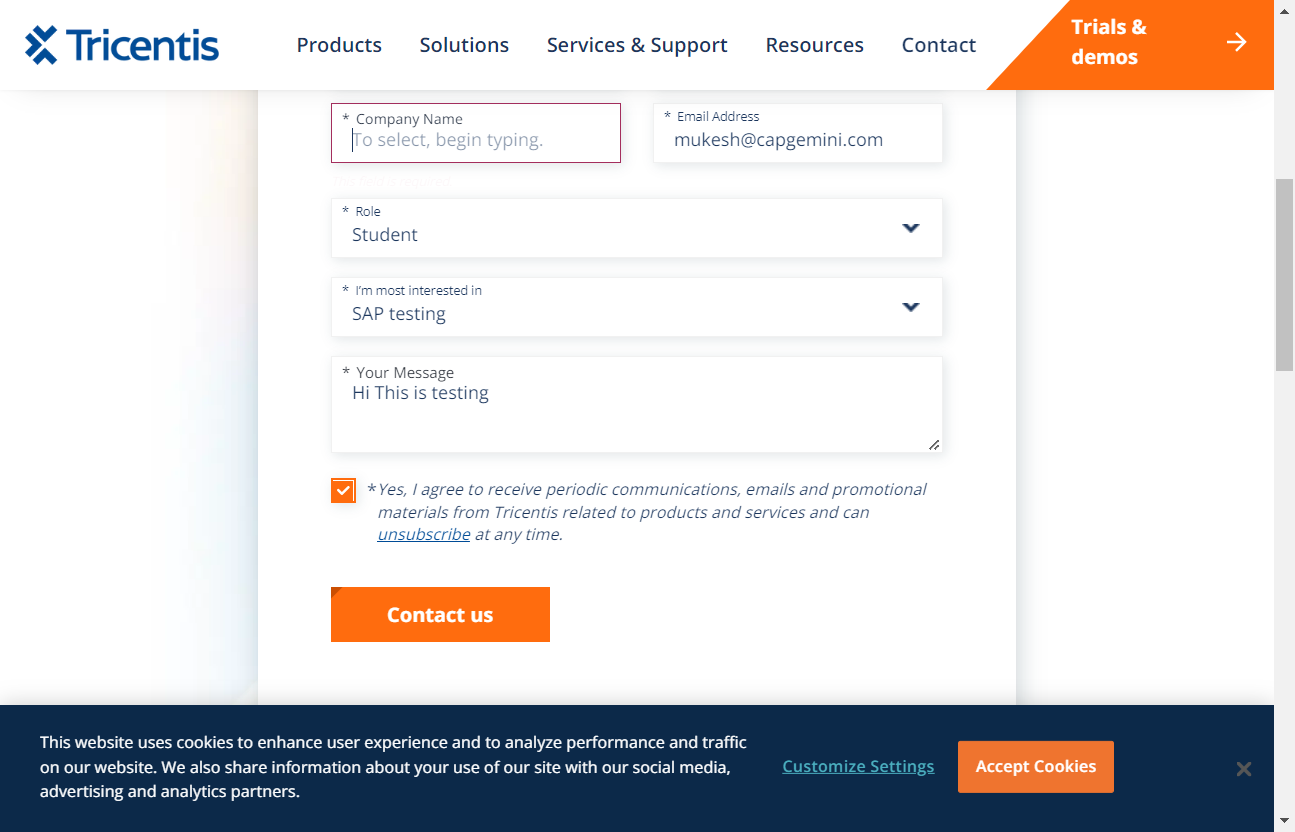 Tricentis
Products
Solutions
Services & Support
Resources
Contact
Trials &
demos
* Company Name
To select, begin typing.
* Email Address
mukesh@capgemini.com
* Role
Student
* I'm most interested in
SAP testing
* Your Message
Hi This is testing
*Yes, I agree to receive periodic communications, emails and promotional
materials from Tricentis related to products and services and can
unsubscribe at any time.
Contact us
This website uses cookies to enhance user experience and to analyze performance and traffic
on our website. We also share information about your use of our site with our social media,
advertising and analytics partners.
Customize Settings
Accept Cookies